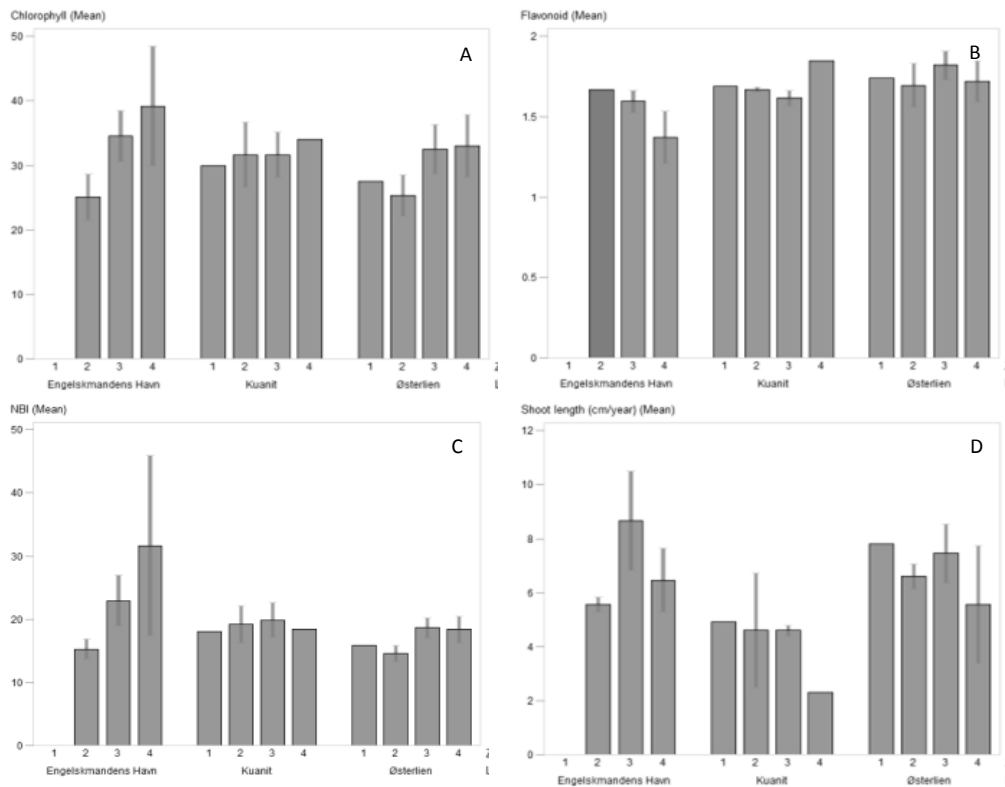 Chlorophyll (Mean)
A
50
40
30
20
10
0
1 2 3 4 1 2 3 4 1 2 3 4
Engelskmandens Havn Kuanit Østerlien
Flavonoid (Mean)
B
2
1.5
1
0.5
0
1 2 3 4 1 2 3 4 1 2 3 4
Engelskmandens Havn Kuanit Østerlien
NBI (Mean)
C
50
40
30
20
10
0
1 2 3 4 1 2 3 4 1 2 3 4
Engelskmandens Havn Kuanit Østerlien
Shoot length (cm/year) (Mean)
D
12
10
8
6
4
2
0
1 2 3 4 1 2 3 4 1 2 3 4
Engelskmandens Havn Kuanit Østerlien